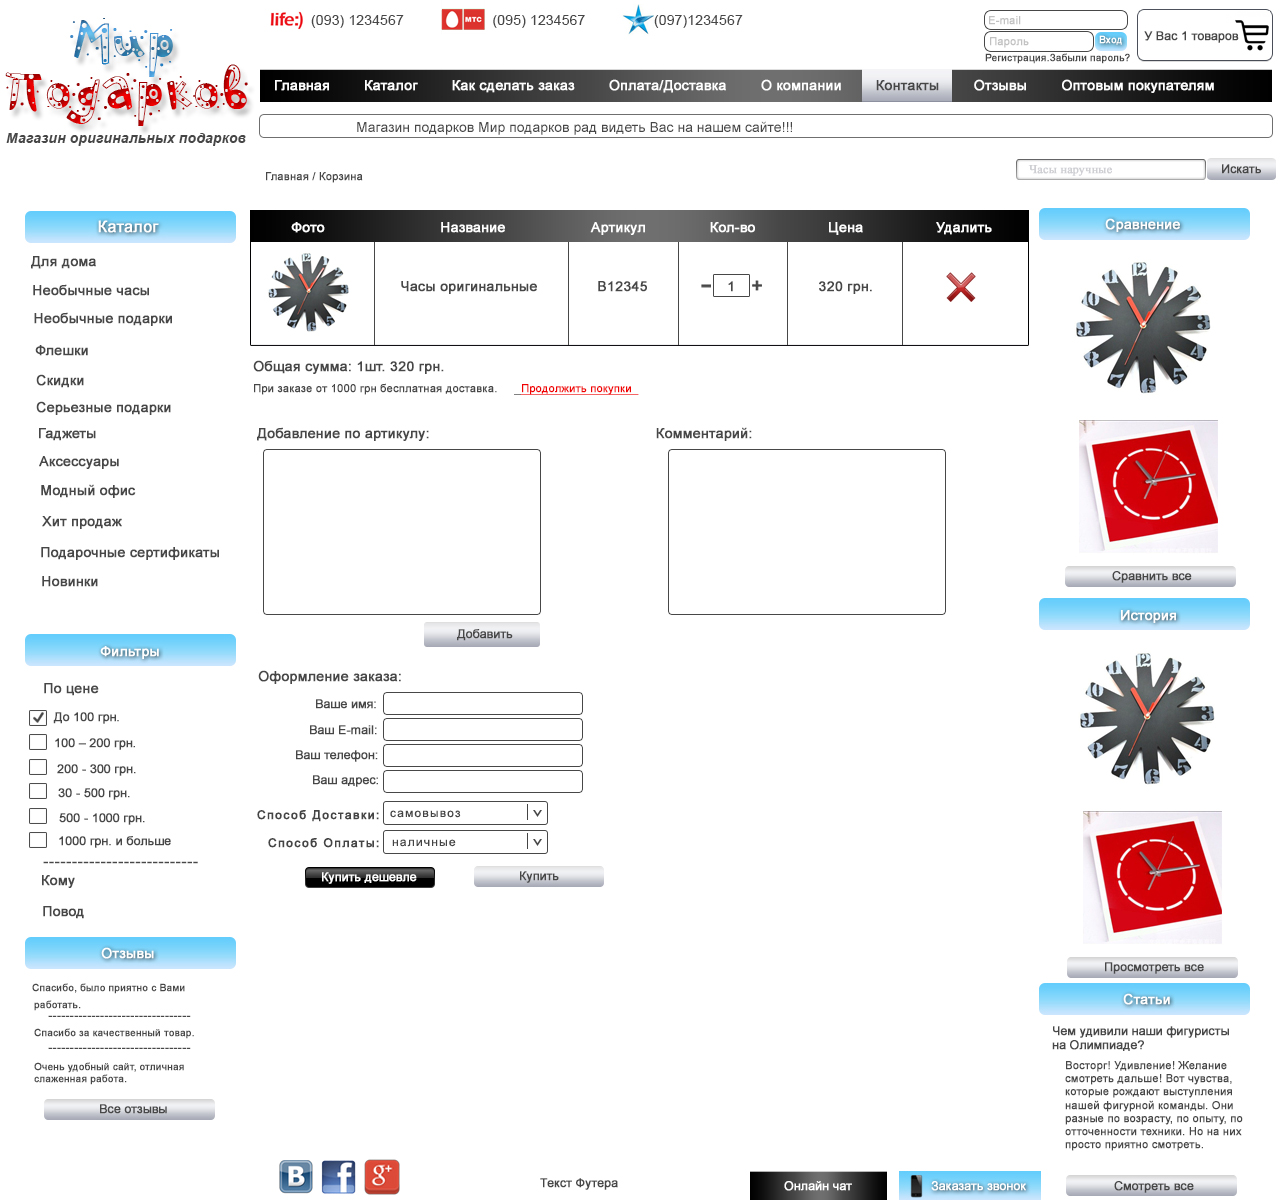 Мир
Подарков
Магазин оригинальных подарков
life:) (093) 1234567
мтс (095) 1234567
(097)1234567
E-mail
Пароль
Вход
Регистрация.Забыли пароль?
У Вас 1 товаров
Главная
Каталог
Как сделать заказ
Оплата/Доставка
О компании
Контакты
Отзывы
Оптовым покупателям
Магазин подарков Мир подарков рад видеть Вас на нашем сайте!!!
Главная / Корзина
Часы наручные
Искать
Каталог
Для дома
Необычные часы
Необычные подарки
Флешки
Скидки
Серьезные подарки
Гаджеты
Аксессуары
Модный офис
Хит продаж
Подарочные сертификаты
Новинки
Фильтры
По цене
До 100 грн.
100 – 200 грн.
200 - 300 грн.
30 - 500 грн.
500 - 1000 грн.
1000 грн. и больше
----------------------------
Кому
Повод
Отзывы
Спасибо, было приятно с Вами
работать.
---------------------------------
Спасибо за качественный товар.
---------------------------------
Очень удобный сайт, отличная
слаженная работа.
Все отзывы
Фото
Название
Артикул
Кол-во
Цена
Удалить
Часы оригинальные
В12345
1
320 грн.
Общая сумма: 1шт. 320 грн.
При заказе от 1000 грн бесплатная доставка.
Продолжить покупки
Добавление по артикулу:
Комментарий:
Добавить
Оформление заказа:
Ваше имя:
Ваш E-mail:
Ваш телефон:
Ваш адрес:
Способ Доставки: самовывоз
Способ Оплаты: наличные
Купить дешевле
Купить
Сравнение
Сравнить все
История
Просмотреть все
Статьи
Чем удивили наши фигуристы
на Олимпиаде?
Восторг! Удивление! Желание
смотреть дальше! Вот чувства,
которые рождают выступления
нашей фигурной команды. Они
разные по возрасту, по опыту, по
отточенности техники. Но на них
просто приятно смотреть.
Смотреть все
В
f
g+
Текст Футера
Онлайн чат
Заказать звонок